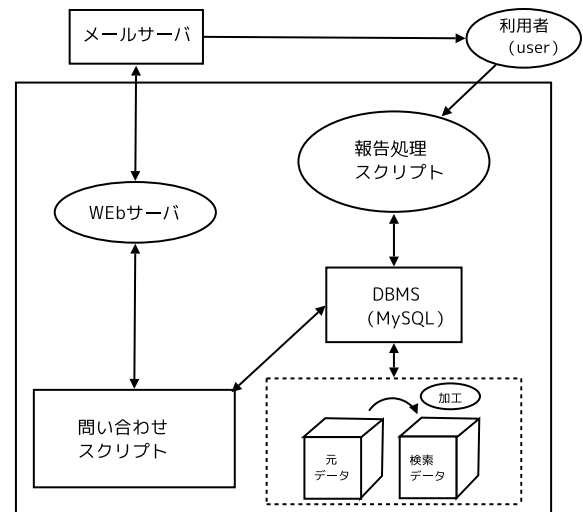 メールサーバ
利用者
（user）
報告処理
スクリプト
WEbサーバ
DBMS
（MySQL）
問い合わせ
スクリプト
加工
元
データ
検索
データ